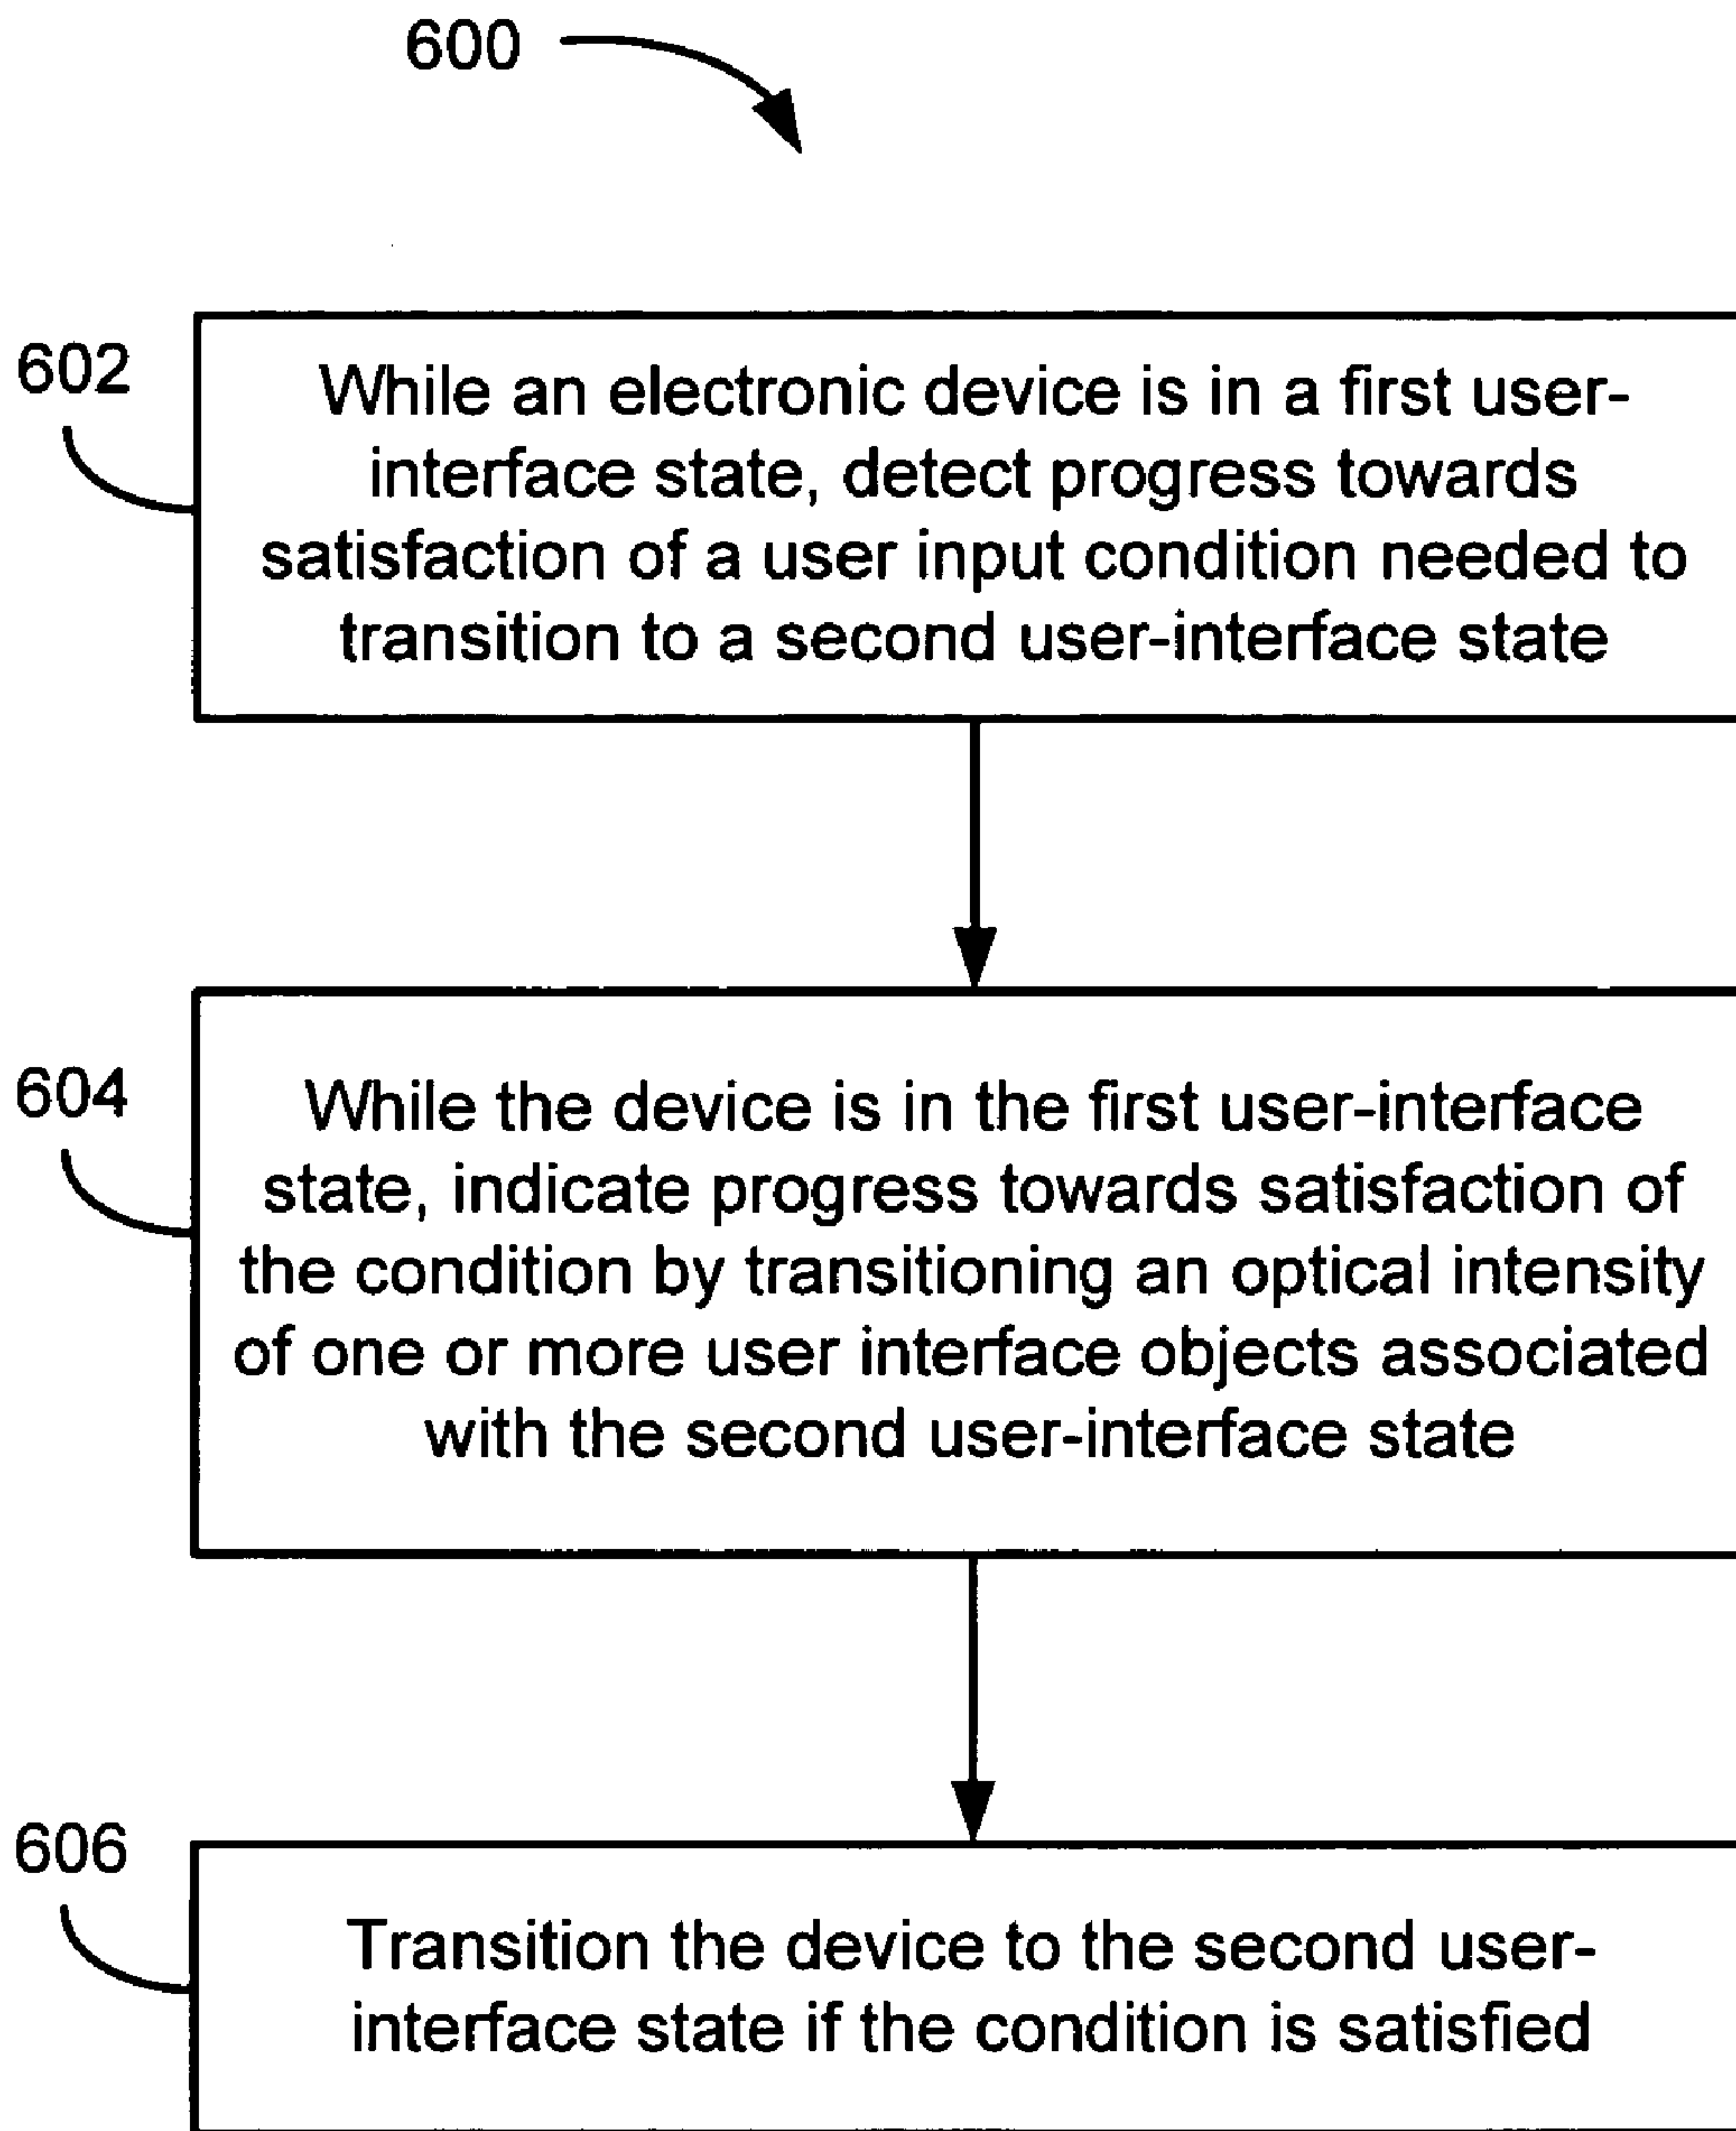 600
602
While an electronic device is in a first user-
interface state, detect progress towards
satisfaction of a user input condition needed to
transition to a second user-interface state
604
While the device is in the first user-interface
state, indicate progress towards satisfaction of
the condition by transitioning an optical intensity
of one or more user interface objects associated
with the second user-interface state
606
Transition the device to the second user-
interface state if the condition is satisfied